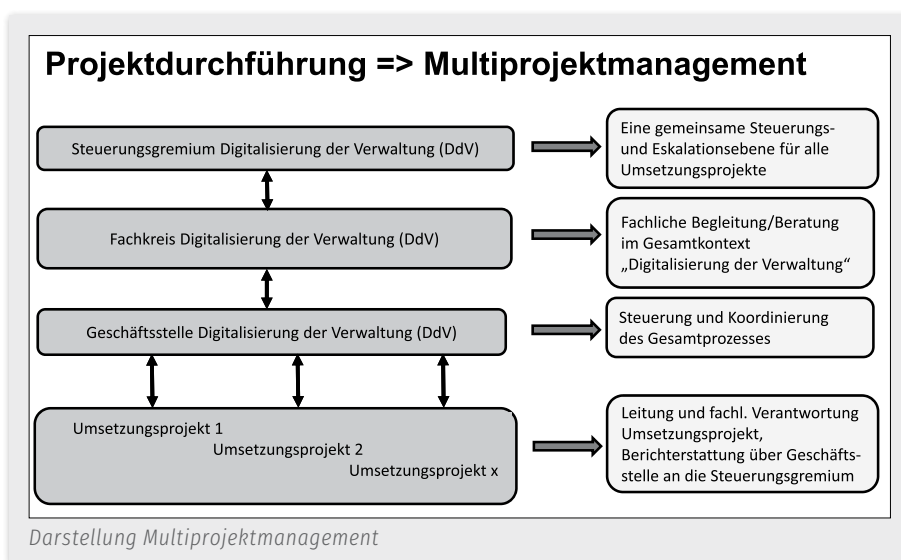 Projektdurchführung => Multiprojektmanagement
Steuerungsgremium Digitalisierung der Verwaltung (DdV)
Eine gemeinsame Steuerungs-
und Eskalationsebene für alle
Umsetzungsprojekte
Fachkreis Digitalisierung der Verwaltung (DdV)
Fachliche Begleitung/Beratung
im Gesamtkontext
„Digitalisierung der Verwaltung“
Geschäftsstelle Digitalisierung der Verwaltung (DdV)
Steuerung und Koordinierung
des Gesamtprozesses
Umsetzungsprojekt 1
Umsetzungsprojekt 2
Umsetzungsprojekt x
Leitung und fachl. Verantwortung
Umsetzungsprojekt,
Berichterstattung über Geschäfts-
stelle an die Steuerungsgremium
Darstellung Multiprojektmanagement